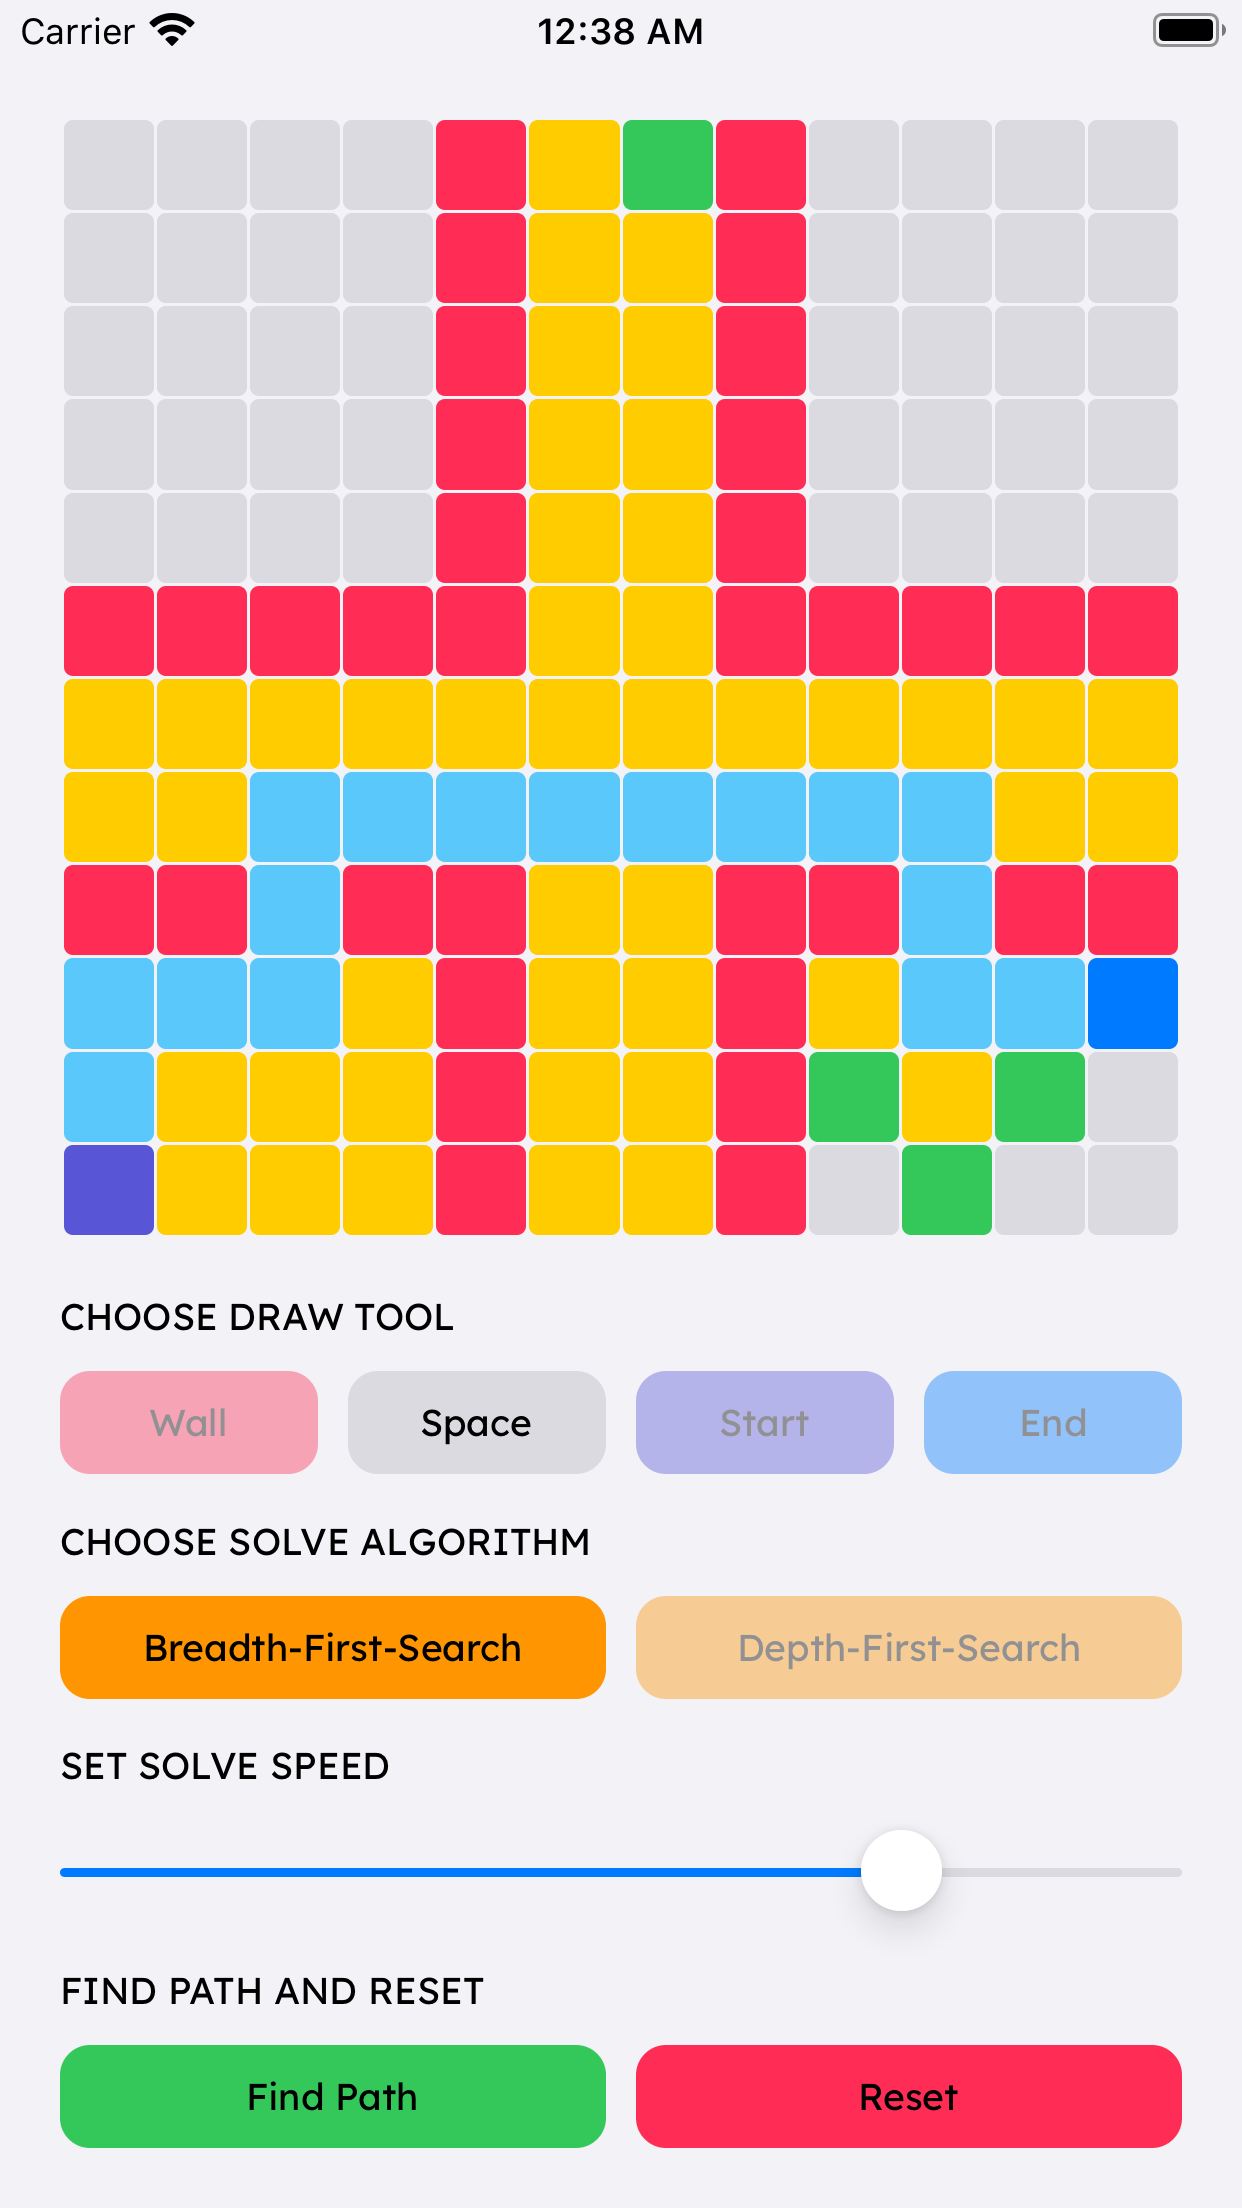 Carrier 12:38 AM
CHOOSE DRAW TOOL
Wall Space Start End
CHOOSE SOLVE ALGORITHM
Breadth-First-Search Depth-First-Search
SET SOLVE SPEED
FIND PATH AND RESET
Find Path Reset